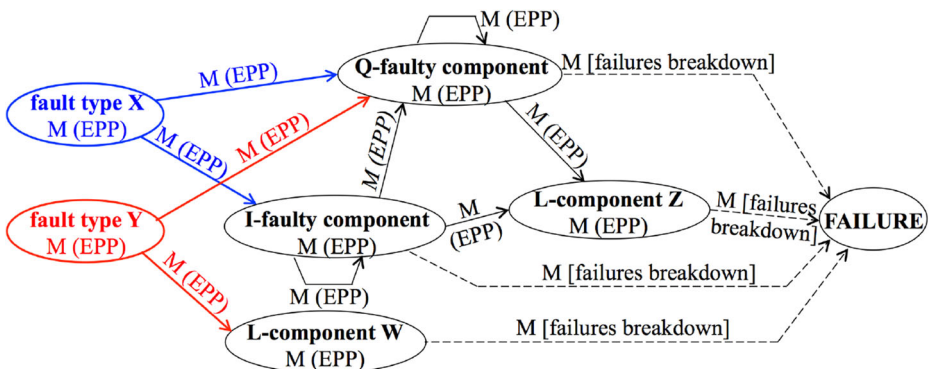 M (EPP)
Q-faulty component
M (EPP)
M [failures breakdown]
M (EPP)
fault type X
M (EPP)
M (EPP)
M (EPP)
M (EPP)
M (EPP)
fault type Y
M (EPP)
I-faulty component
M (EPP)
M
(EPP)
L-component Z
M (EPP)
M [failures
breakdown]
FAILURE
M (EPP)
M (EPP)
M [failures breakdown]
L-component W
M (EPP)
M [failures breakdown]